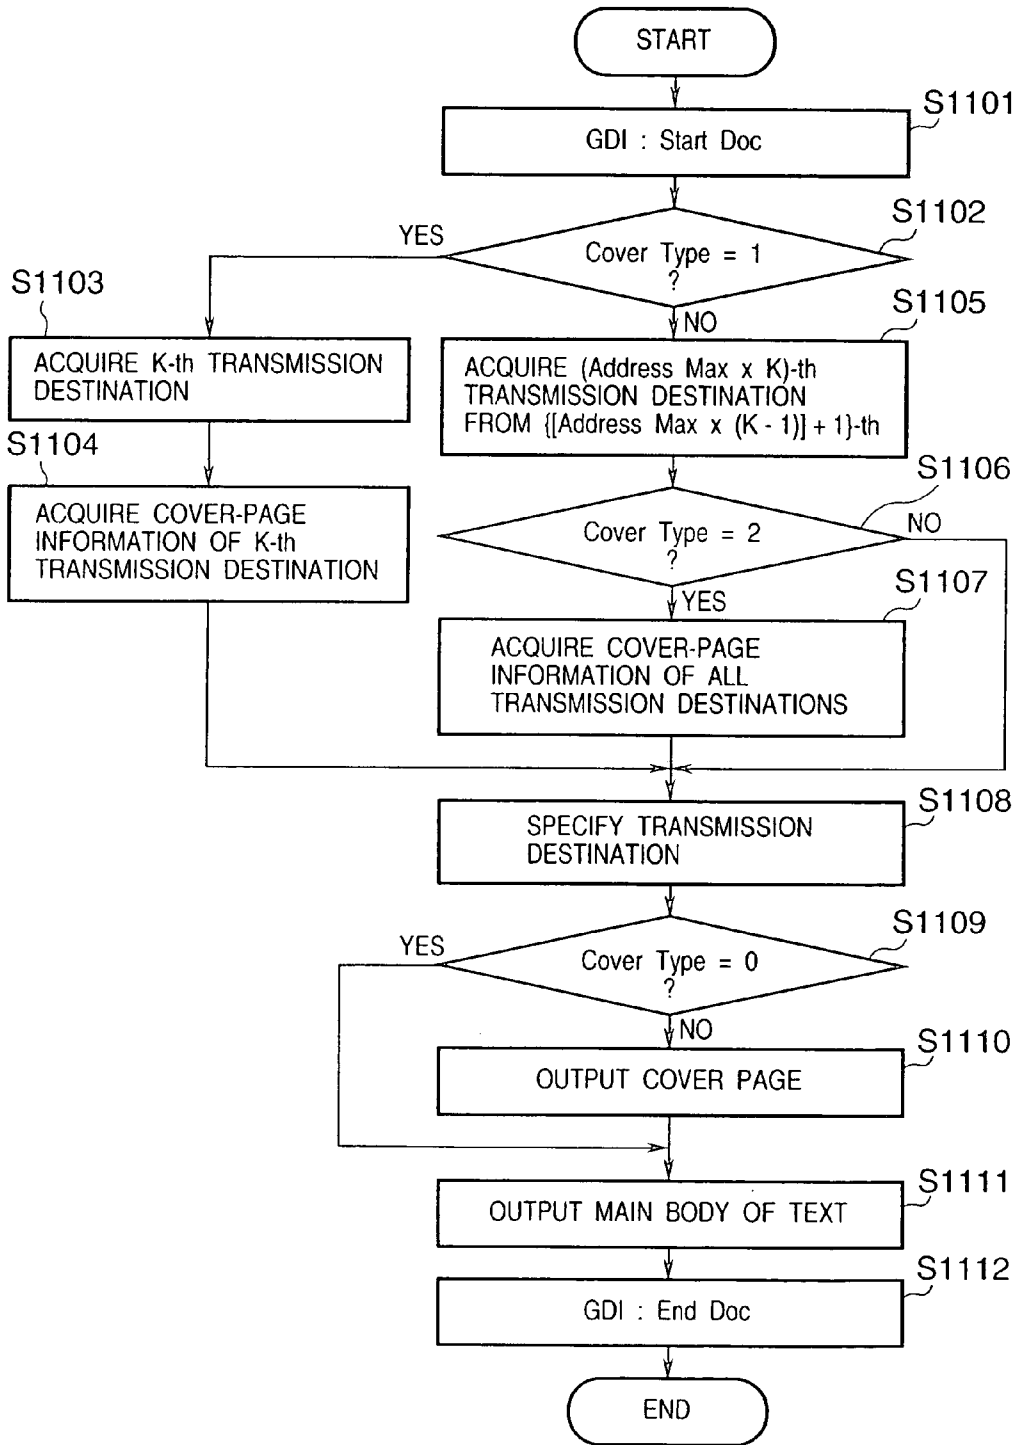 START
S1101
GDI : Start Doc
S1102
YES
Cover Type = 1
?
S1103
S1105
NO
ACQUIRE K-th TRANSMISSION
DESTINATION
ACQUIRE (Address Max x K)-th
TRANSMISSION DESTINATION
FROM {[Address Max x (K - 1)] + 1}-th
S1104
S1106
ACQUIRE COVER-PAGE
INFORMATION OF K-th
TRANSMISSION DESTINATION
Cover Type = 2
?
NO
S1107
YES
ACQUIRE COVER-PAGE
INFORMATION OF ALL
TRANSMISSION DESTINATIONS
S1108
SPECIFY TRANSMISSION
DESTINATION
S1109
YES
Cover Type = 0
?
NO
S1110
OUTPUT COVER PAGE
S1111
OUTPUT MAIN BODY OF TEXT
S1112
GDI : End Doc
END